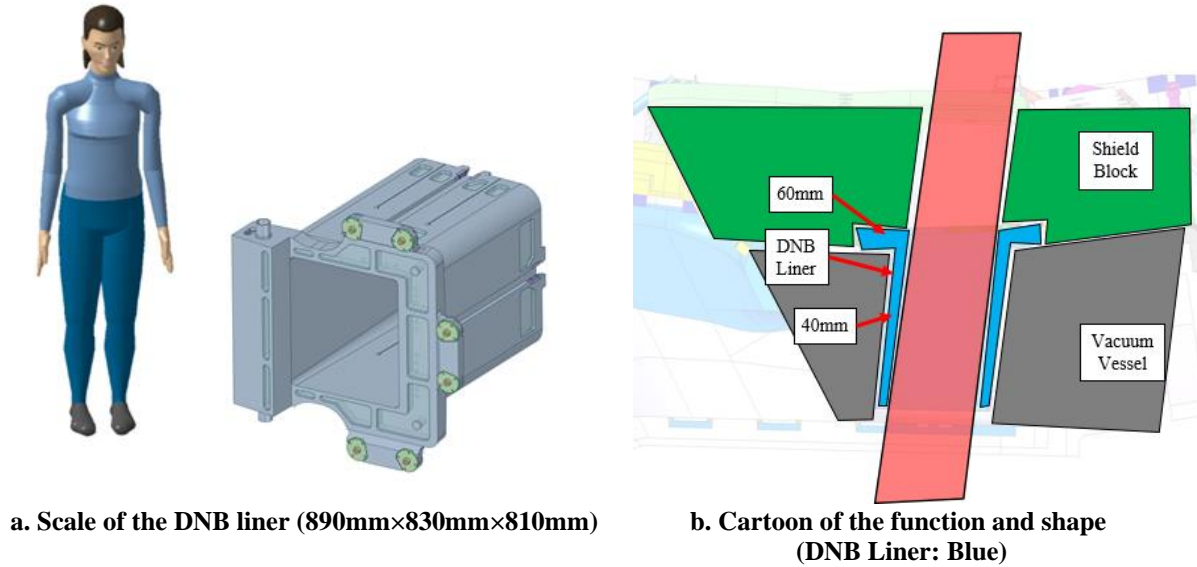 Shield
Block
60mm
DNB
Liner
40mm
Vacuum
Vessel
a. Scale of the DNB liner (890mm×830mm×810mm)
b. Cartoon of the function and shape
(DNB Liner: Blue)